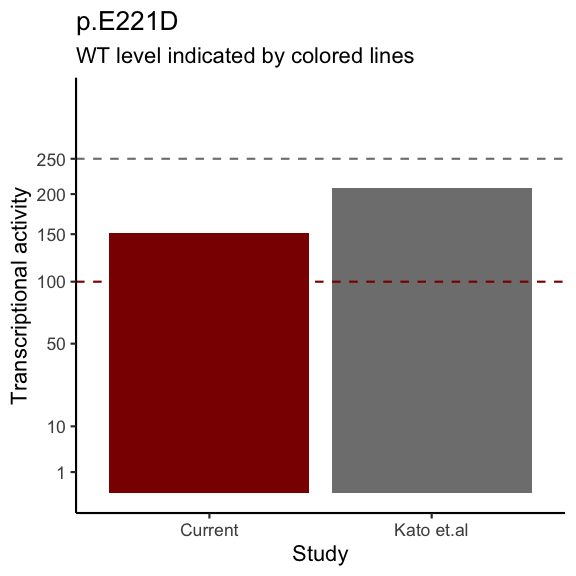 p.E221D
WT level indicated by colored lines
Transcriptional activity
250
200
150
100
50
10
1
Current
Kato et.al
Study